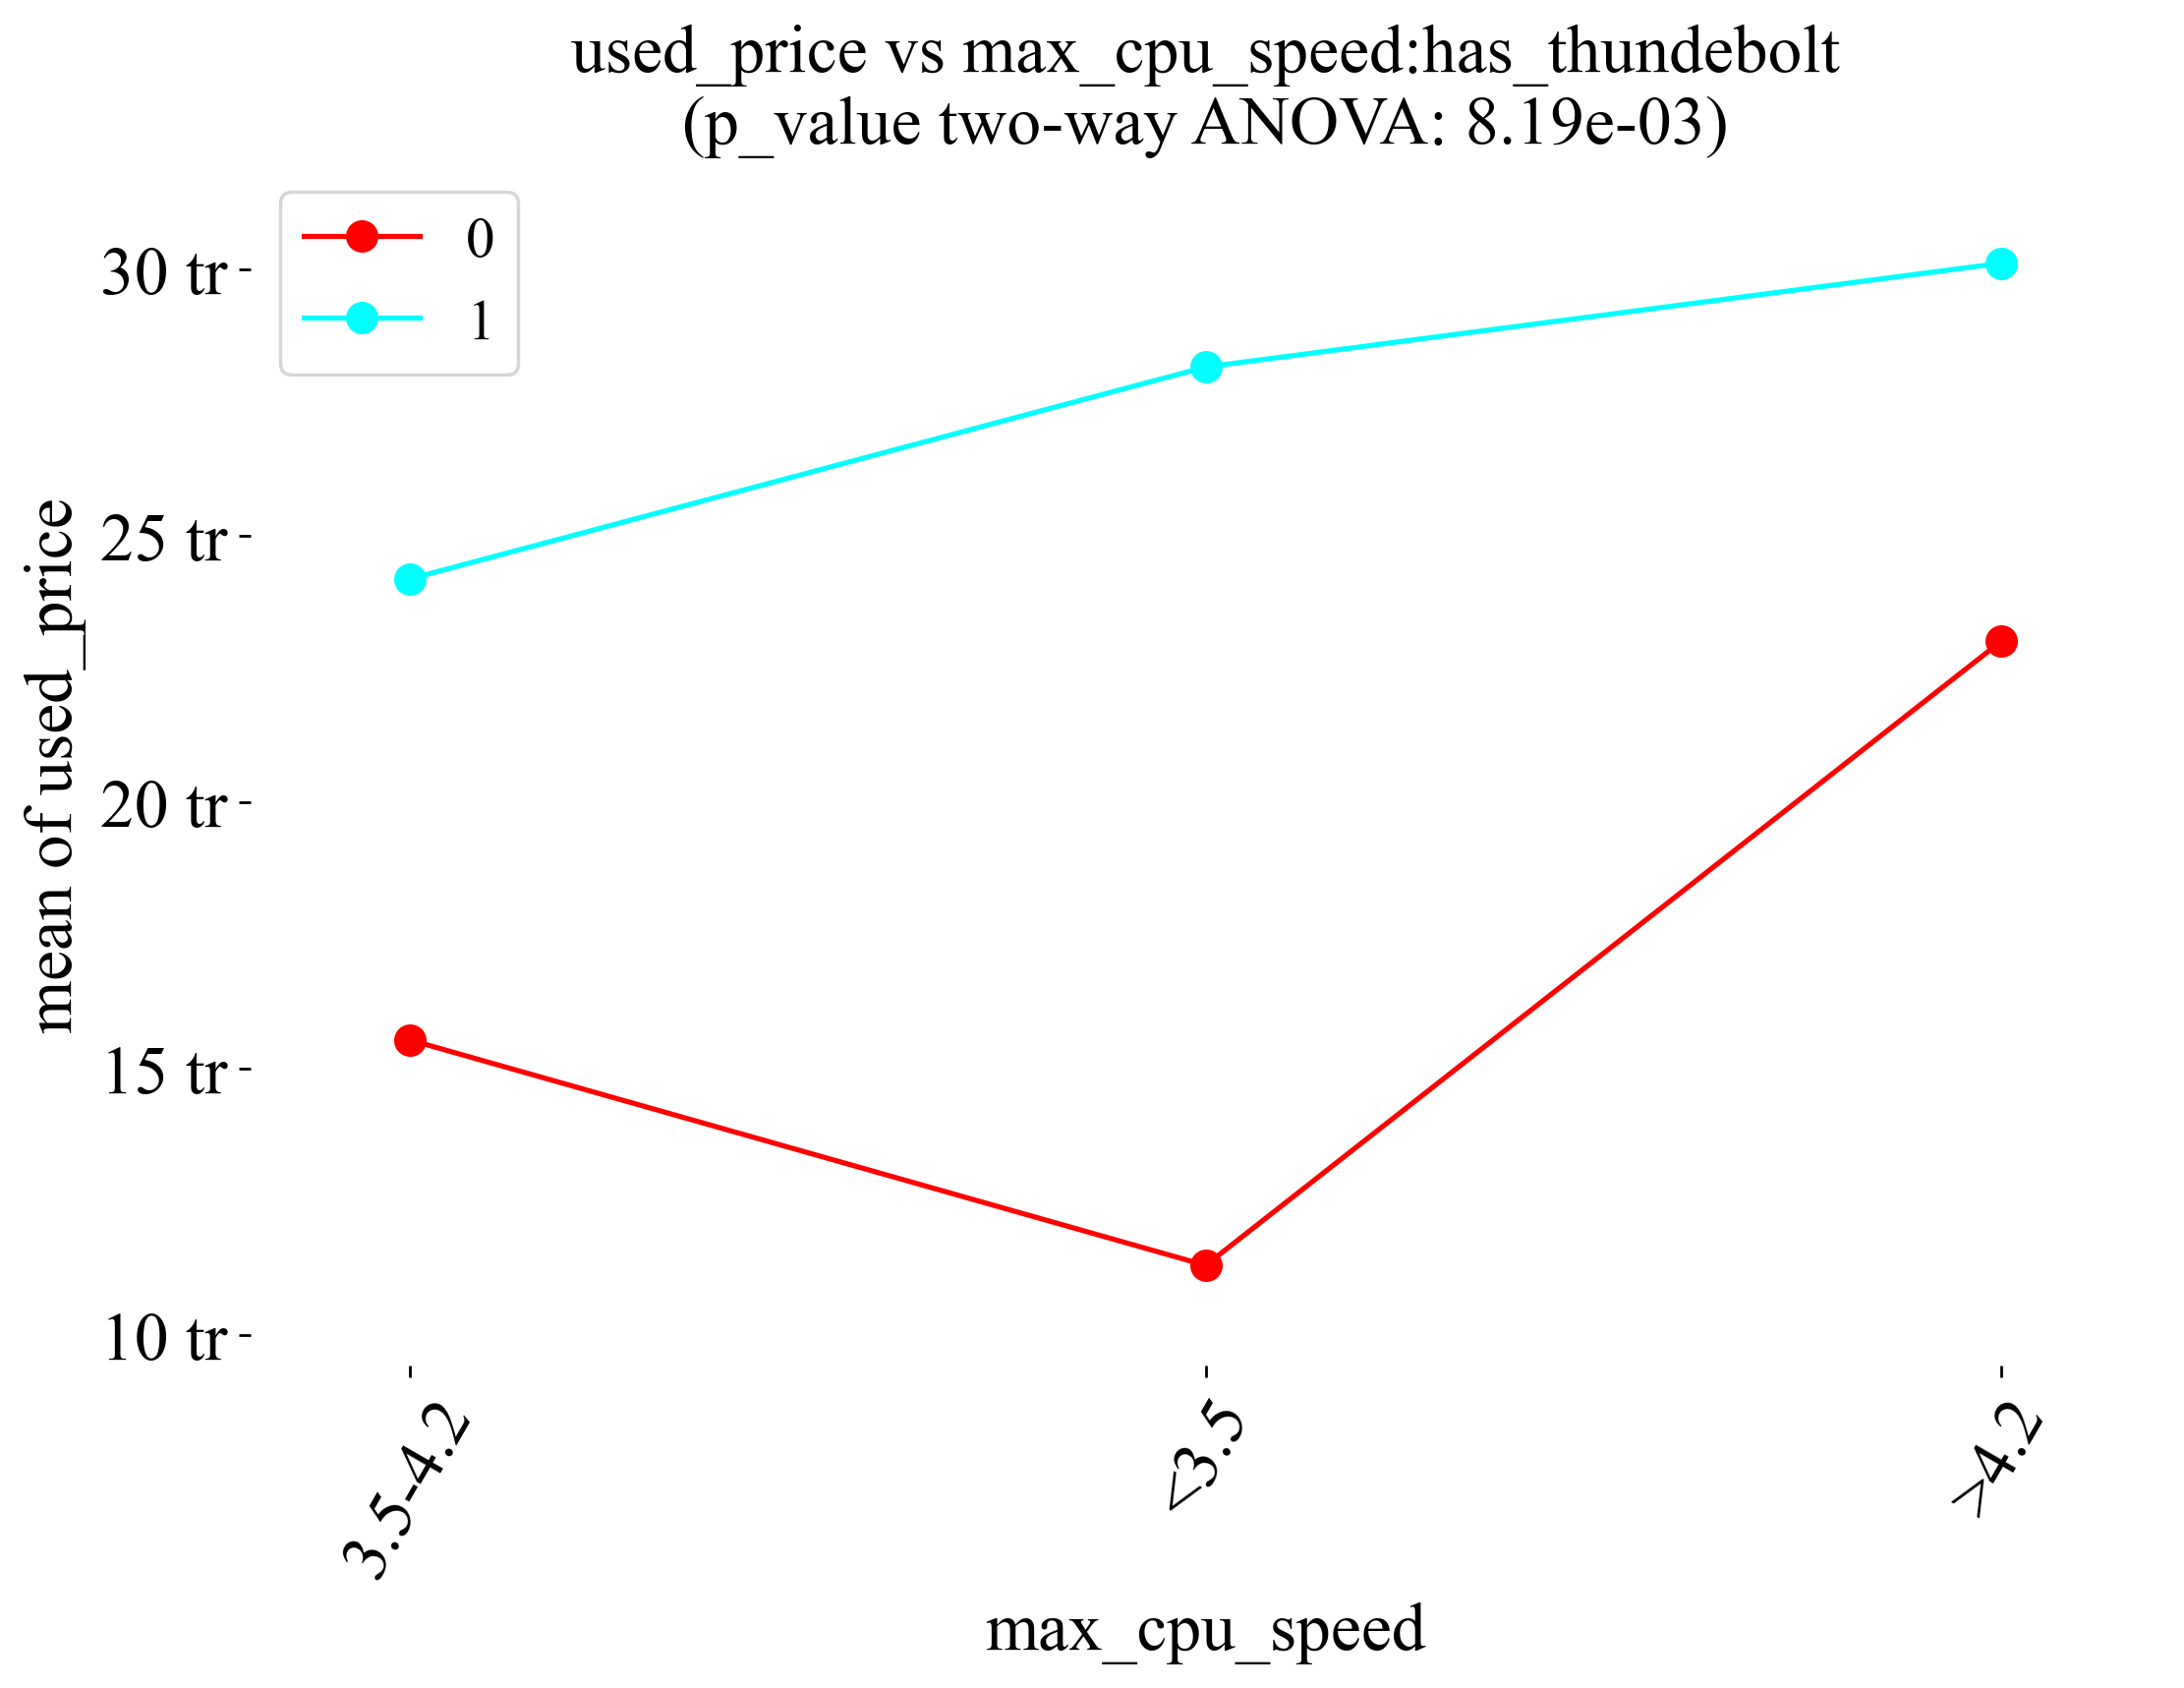 used_price vs max_cpu_speed:has_thundebolt
(p_value two-way ANOVA: 8.19e-03)
0
1
30 tr
25 tr
20 tr
15 tr
10 tr
mean of used_price
3.5-4.2
<3.5
>4.2
max_cpu_speed